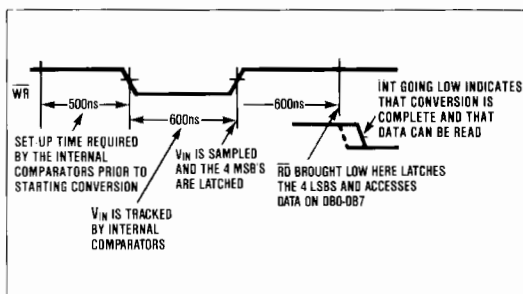 WR
500ns
600ns
600ns
SET-UP TIME REQUIRED
BY THE INTERNAL
COMPARATORS PRIOR TO
STARTING CONVERSION
VIN IS TRACKED
BY INTERNAL
COMPARATORS
VIN IS SAMPLED
AND THE 4 MSB'S
ARE LATCHED
INT GOING LOW INDICATES
THAT CONVERSION IS
COMPLETE AND THAT
DATA CAN BE READ
RD BROUGHT LOW HERE LATCHES
THE 4 LSBS AND ACCESSES
DATA ON DB0-DB7